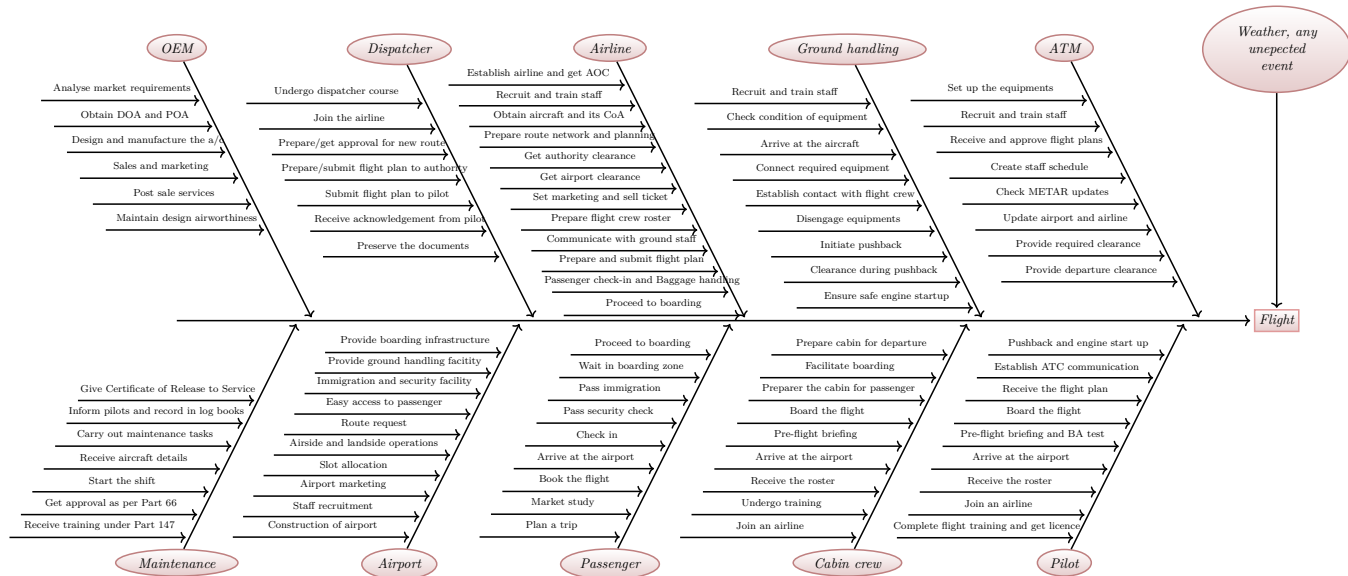 OEM
Analyse market requirements
Obtain DOA and POA
Design and manufacture the a/c
Sales and marketing
Post sale services
Maintain design airworthiness
Dispatcher
Undergo dispatcher course
Join the airline
Prepare/get approval for new route
Prepare/submit flight plan to authority
Submit flight plan to pilot
Receive acknowledgement from pilot
Preserve the documents
Airline
Establish airline and get AOC
Recruit and train staff
Obtain aircraft and its CoA
Prepare route network and planning
Get authority clearance
Get airport clearance
Set marketing and sell ticket
Prepare flight crew roster
Communicate with ground staff
Prepare and submit flight plan
Passenger check-in and Baggage handling
Proceed to boarding
Ground handling
Recruit and train staff
Check condition of equipment
Arrive at the aircraft
Connect required equipment
Establish contact with flight crew
Disengage equipments
Initiate pushback
Clearance during pushback
Ensure safe engine startup
ATM
Set up the equipments
Recruit and train staff
Receive and approve flight plans
Create staff schedule
Check METAR updates
Update airport and airline
Provide required clearance
Provide departure clearance
Weather, any
unepected
event
Flight
Give Certificate of Release to Service
Inform pilots and record in log books
Carry out maintenance tasks
Receive aircraft details
Start the shift
Get approval as per Part 66
Receive training under Part 147
Maintenance
Provide boarding infrastructure
Provide ground handling facitity
Immigration and security facility
Easy access to passenger
Route request
Airside and landside operations
Slot allocation
Airport marketing
Staff recruitment
Construction of airport
Airport
Proceed to boarding
Wait in boarding zone
Pass immigration
Pass security check
Check in
Arrive at the airport
Book the flight
Market study
Plan a trip
Passenger
Prepare cabin for departure
Facilitate boarding
Preparer the cabin for passenger
Board the flight
Pre-flight briefing
Arrive at the airport
Receive the roster
Undergo training
Join an airline
Cabin crew
Pushback and engine start up
Establish ATC communication
Receive the flight plan
Board the flight
Pre-flight briefing and BA test
Arrive at the airport
Receive the roster
Join an airline
Complete flight training and get licence
Pilot